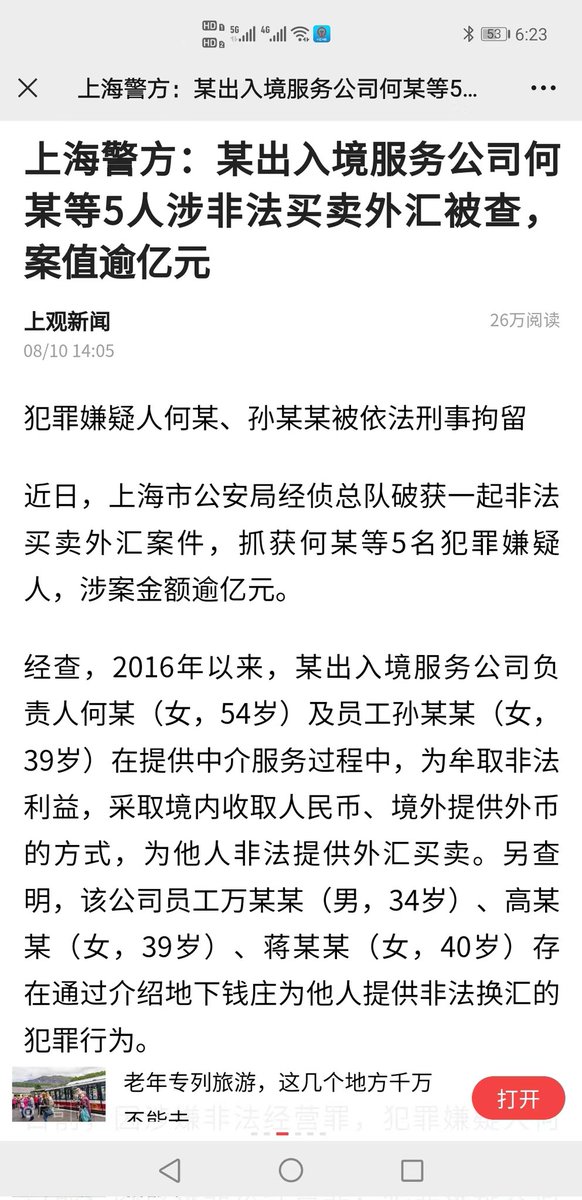 HD 1 5G 4G
HD 2
53 6:23
上海警方：某出入境服务公司何某等5...
上海警方：某出入境服务公司何
某等5人涉非法买卖外汇被查，
案值逾亿元
上观新闻
26万阅读
08/10 14:05
犯罪嫌疑人何某、孙某某被依法刑事拘留
近日，上海市公安局经侦总队破获一起非法
买卖外汇案件，抓获何某等5名犯罪嫌疑
人，涉案金额逾亿元。
经查，2016年以来，某出入境服务公司负
责人何某（女，54岁）及员工孙某某（女，
39岁）在提供中介服务过程中，为牟取非法
利益，采取境内收取人民币、境外提供外币
的方式，为他人非法提供外汇买卖。另查
明，该公司员工万某某（男，34岁）、高某
某（女，39岁）、蒋某某（女，40岁）存
在通过介绍地下钱庄为他人提供非法换汇的
犯罪行为。
老年专列旅游，这几个地方千万
不能去
打开